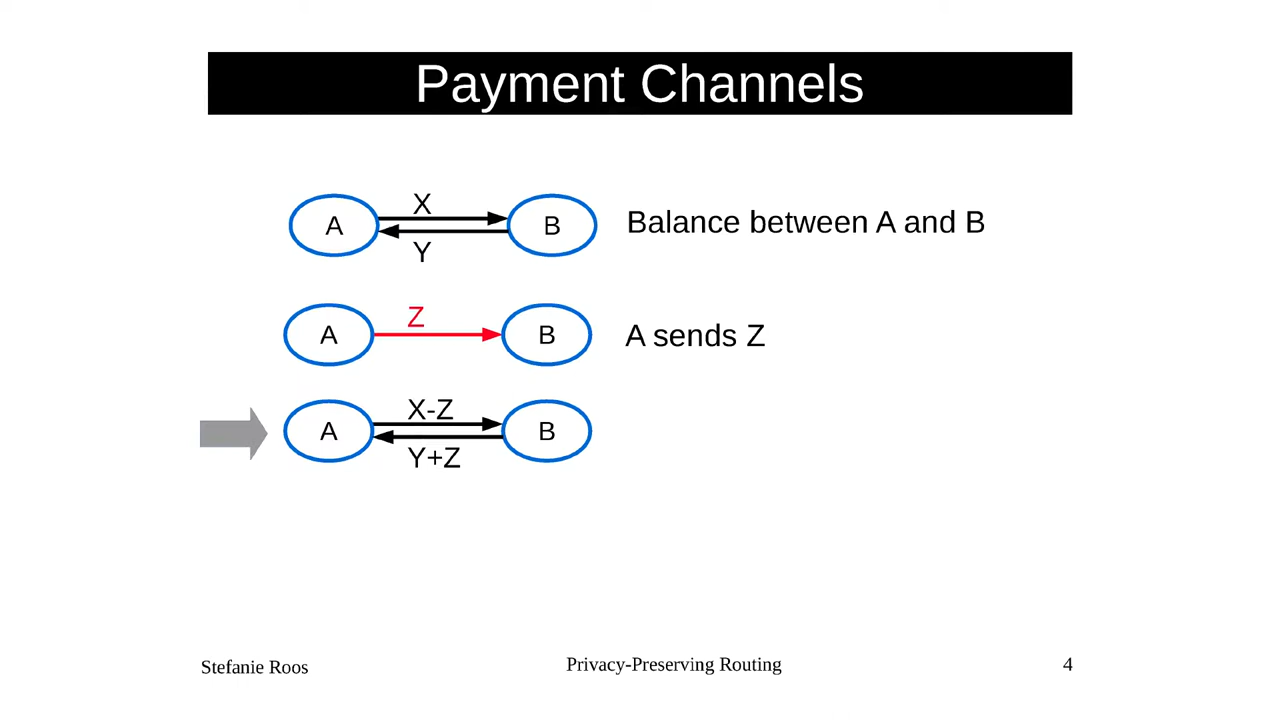 Payment Channels
X
A
B
Balance between A and B
Y
Z
A
B
A sends Z
X-Z
A
B
Y+Z
Stefanie Roos
Privacy-Preserving Routing
4